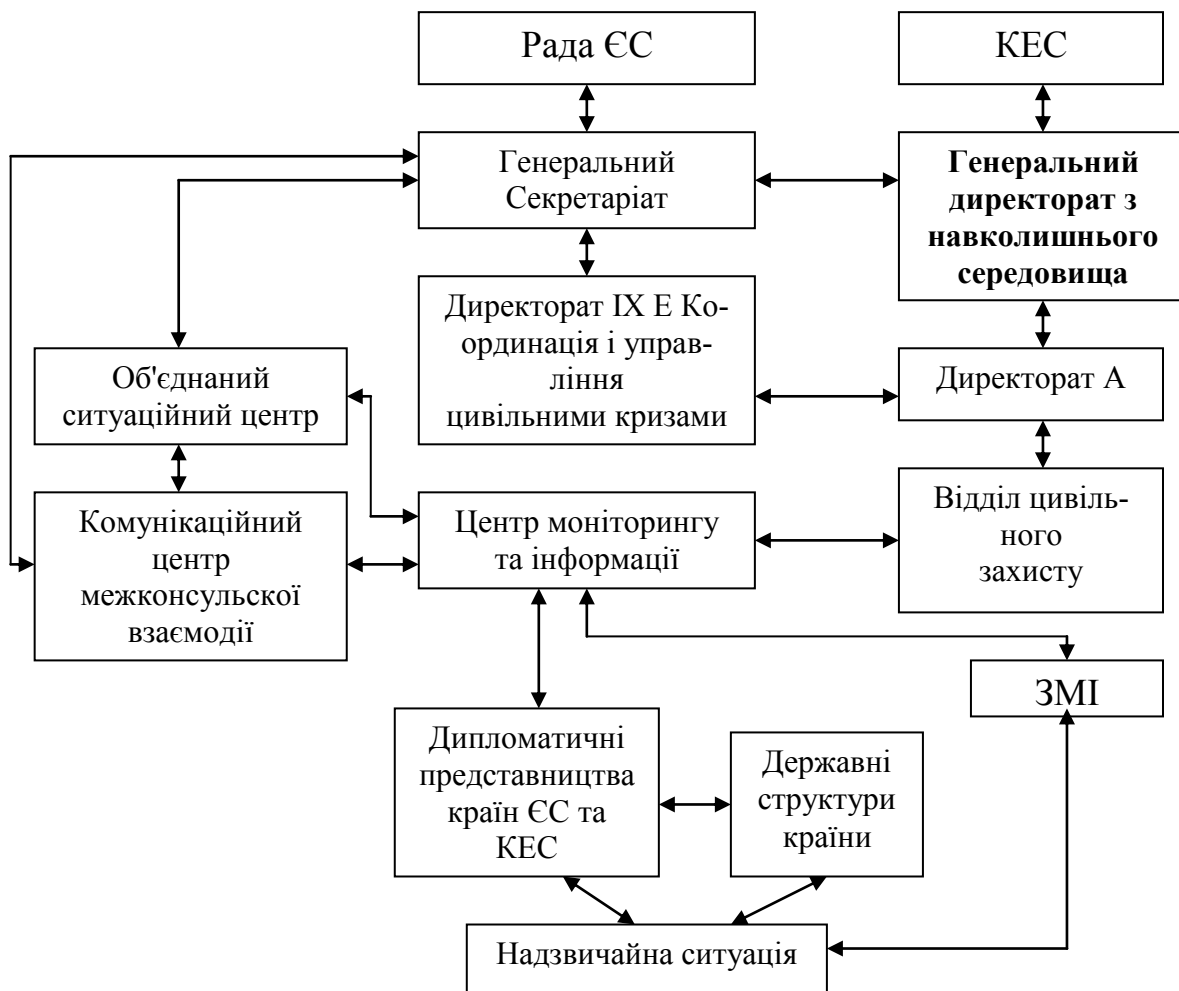 Рада ЄС
КЕС
Генеральний
Секретаріат
Генеральний
директорат з
навколишнього
середовища
Директорат IX Е Ко-
ординація і управ-
ління
цивільними кризами
Об'єднаний
ситуаційний центр
Директорат А
Комунікаційний
центр
межконсульскої
взаємодії
Центр моніторингу
та інформації
Відділ цивіль-
ного
захисту
ЗМІ
Дипломатичні
представництва
країн ЄС та
КЕС
Державні
структури
країни
Надзвичайна ситуація